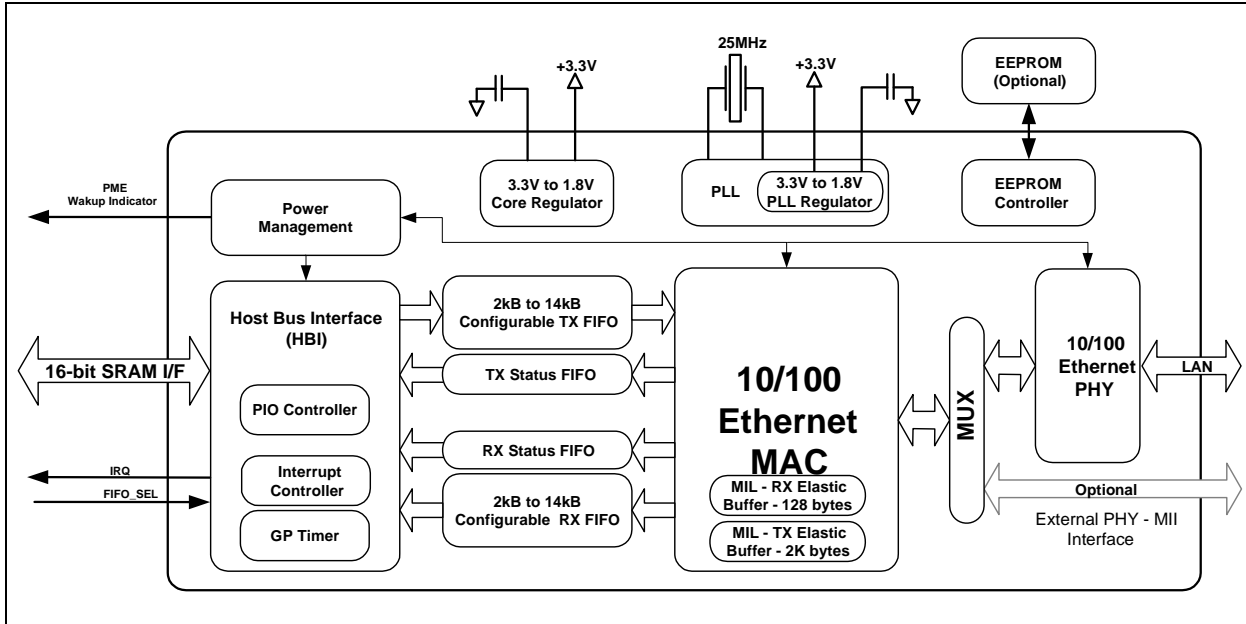 25MHz
+3.3V
+3.3V
EEPROM
(Optional)
3.3V to 1.8V
Core Regulator
PLL
3.3V to 1.8V
PLL Regulator
EEPROM
Controller
PME
Wakup Indicator
Power
Management
Host Bus Interface
(HBI)
2kB to 14kB
Configurable TX FIFO
16-bit SRAM I/F
TX Status FIFO
PIO Controller
RX Status FIFO
IRQ
FIFO_SEL
Interrupt
Controller
2kB to 14kB
Configurable RX FIFO
GP Timer
10/100
Ethernet
MAC
MIL - RX Elastic
Buffer - 128 bytes
MIL - TX Elastic
Buffer - 2K bytes
MUX
10/100
Ethernet
PHY
LAN
Optional
External PHY - MII
Interface